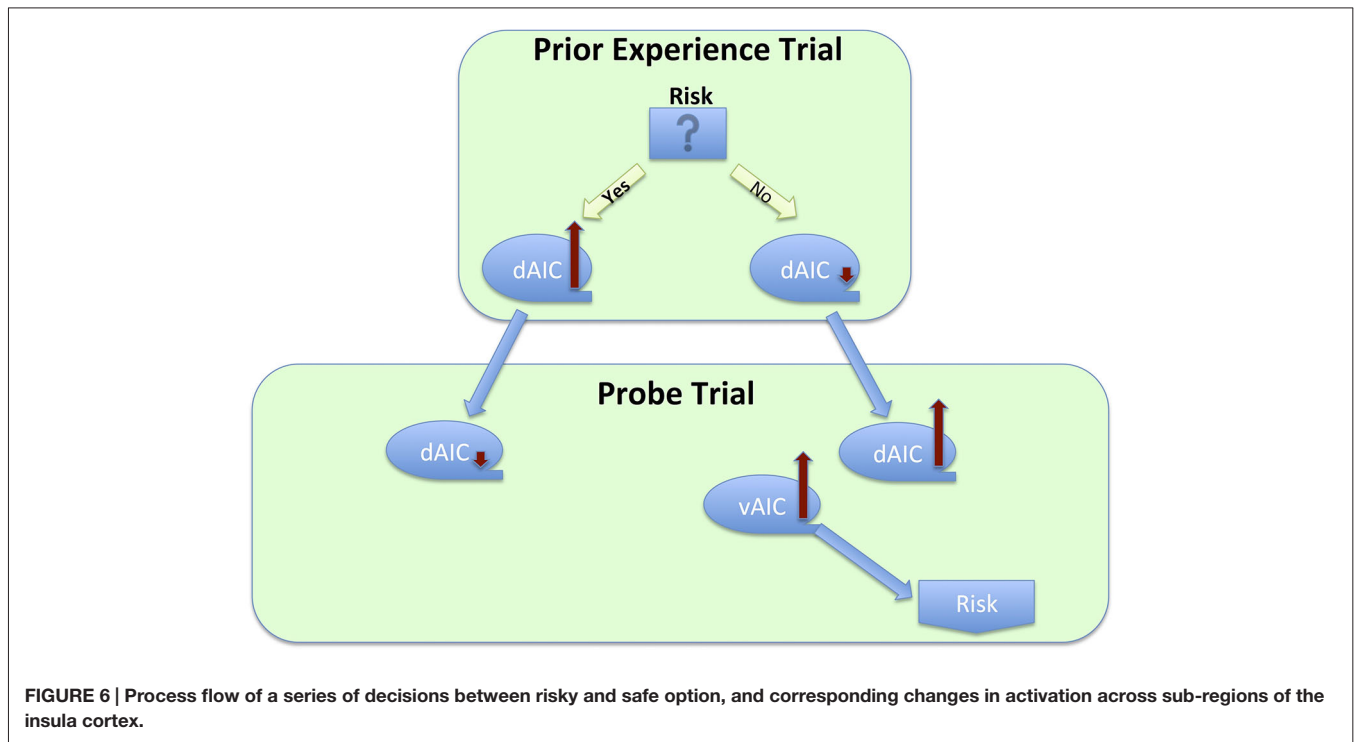 Prior Experience Trial
Risk
?
Yes
No
dAIC
dAIC
Probe Trial
dAIC
dAIC
vAIC
Risk
FIGURE 6 | Process flow of a series of decisions between risky and safe option, and corresponding changes in activation across sub-regions of the
insula cortex.